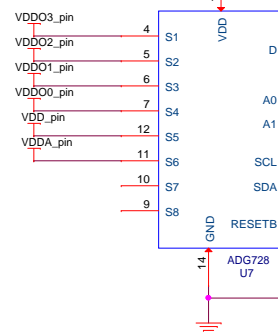 VDDO3_pin
4 S1
VDDO2_pin
5 S2
VDDO1_pin
6 S3
VDDO0_pin
7 S4
VDD_pin
12 S5
VDDA_pin
11 S6
10 S7
9 S8
VDD
D
A0
A1
SCL
SDA
RESETB
GND
14
ADG728
U7